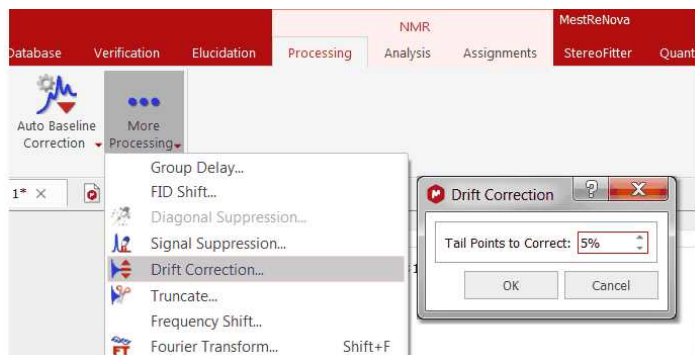 NMR
MestReNova
Database Verification Elucidation Processing Analysis Assignments StereoFitter Quant
Auto Baseline
Correction
More
Processing
1*
Group Delay...
FID Shift...
Diagonal Suppression...
Signal Suppression...
Drift Correction...
Truncate...
Frequency Shift...
Fourier Transform... Shift+F
Drift Correction
Tail Points to Correct: 5%
OK Cancel